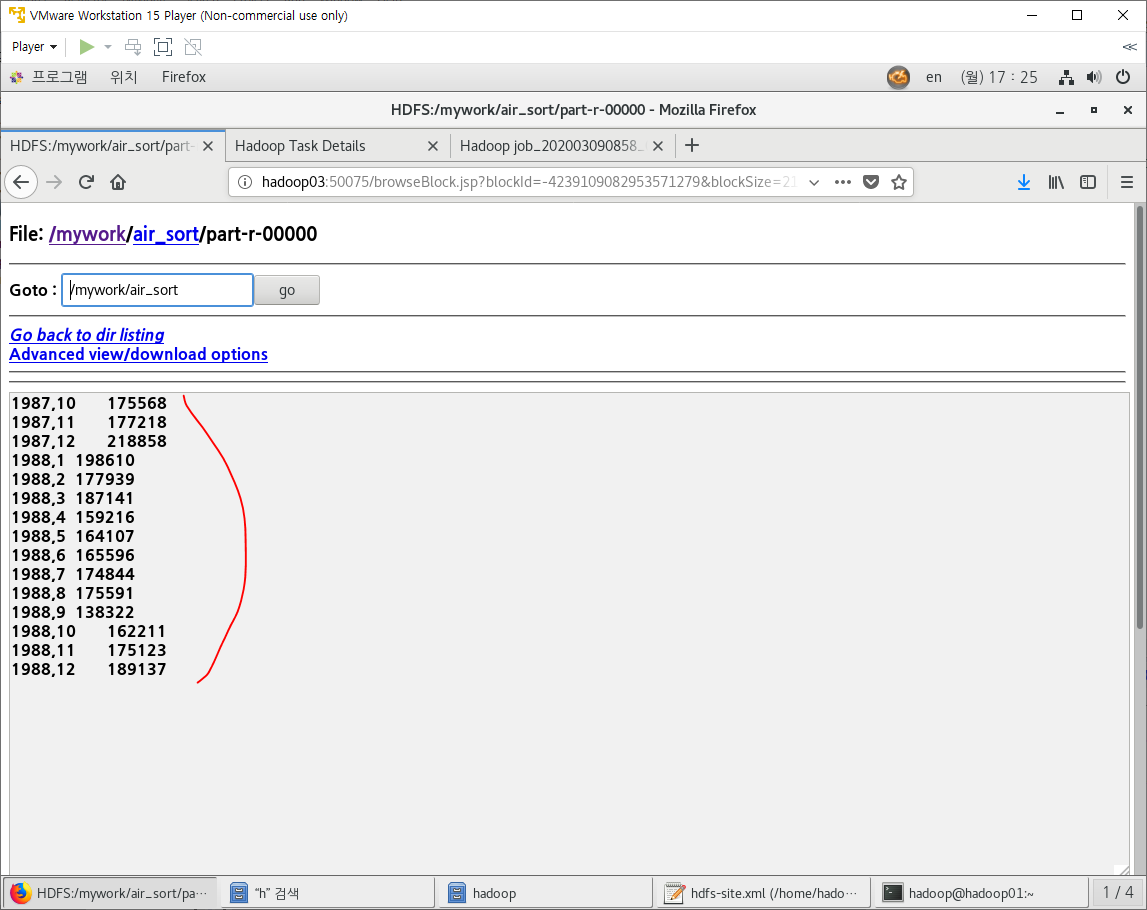 VMware Workstation 15 Player (Non-commercial use only)
Player
프로그램 위치 Firefox en (월) 17 : 25
HDFS:/mywork/air_sort/part-r-00000 - Mozilla Firefox
HDFS:/mywork/air_sort/part- Hadoop Task Details Hadoop job_202003090858_
hadoop03:50075/browseBlock.jsp?blockId=-4239109082953571279&blockSize=21
File: /mywork/air_sort/part-r-00000
Goto : /mywork/air_sort go
Go back to dir listing
Advanced view/download options
1987,10 175568
1987,11 177218
1987,12 218858
1988,1 198610
1988,2 177939
1988,3 187141
1988,4 159216
1988,5 164107
1988,6 165596
1988,7 174844
1988,8 175591
1988,9 138322
1988,10 162211
1988,11 175123
1988,12 189137
HDFS:/mywork/air_sort/pa… “h” 검색 hadoop hdfs-site.xml (/home/hado… hadoop@hadoop01:~ 1 / 4